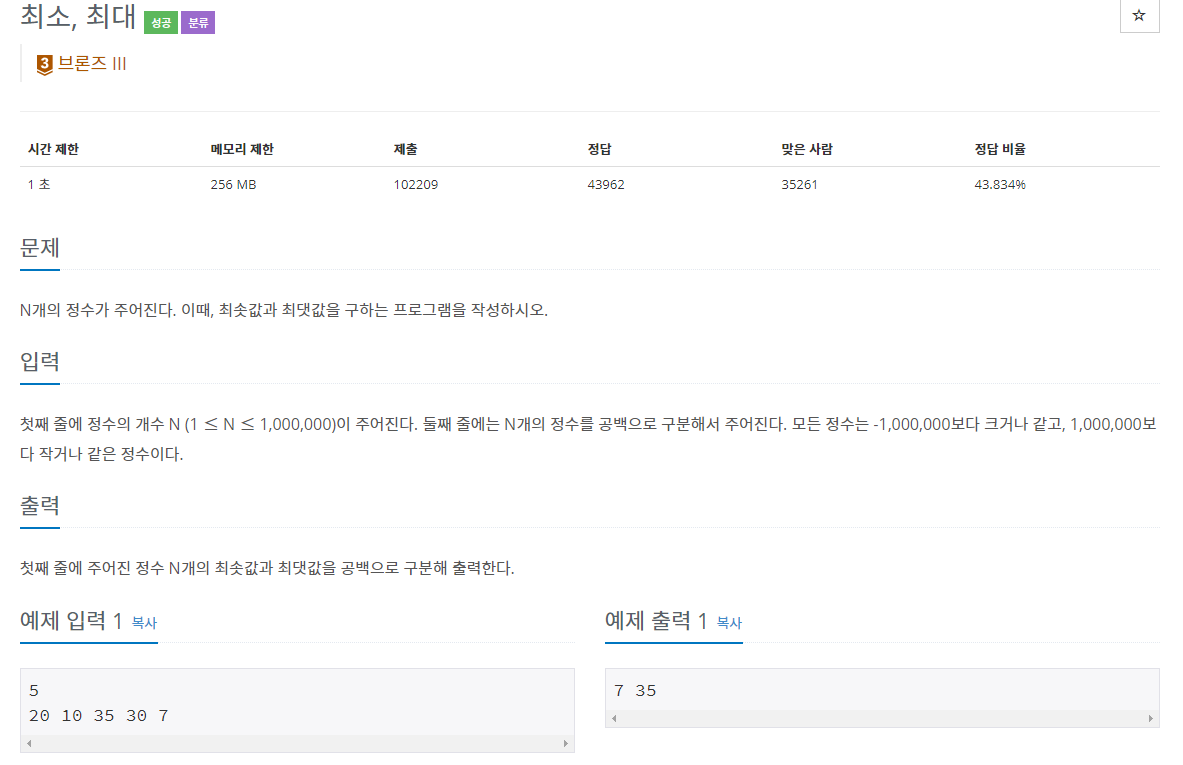 최소, 최대 성공 분류
☆
3 브론즈 III
시간 제한 메모리 제한 제출 정답 맞은 사람 정답 비율
1 초 256 MB 102209 43962 35261 43.834%
문제
N개의 정수가 주어진다. 이때, 최솟값과 최댓값을 구하는 프로그램을 작성하시오.
입력
첫째 줄에 정수의 개수 N (1 ≤ N ≤ 1,000,000)이 주어진다. 둘째 줄에는 N개의 정수를 공백으로 구분해서 주어진다. 모든 정수는 -1,000,000보다 크거나 같고, 1,000,000보
다 작거나 같은 정수이다.
출력
첫째 줄에 주어진 정수 N개의 최솟값과 최댓값을 공백으로 구분해 출력한다.
예제 입력 1 복사
5
20 10 35 30 7
예제 출력 1 복사
7 35